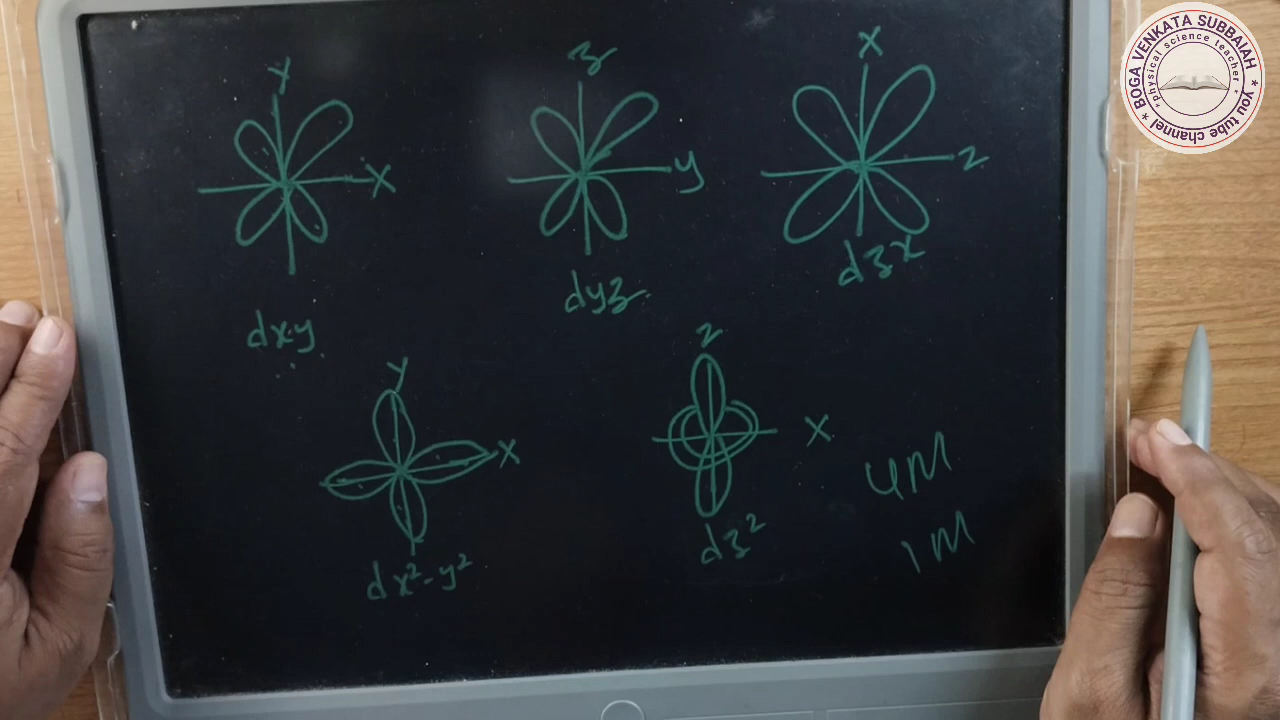 Y
X
dxy
z
y
dyz
X
z
dzx
Y
X
dx²-y²
z
X
dz²
4M
1M
BOGA VENKATA SUBBAIAH * You tube channel *
*Physical science teacher*